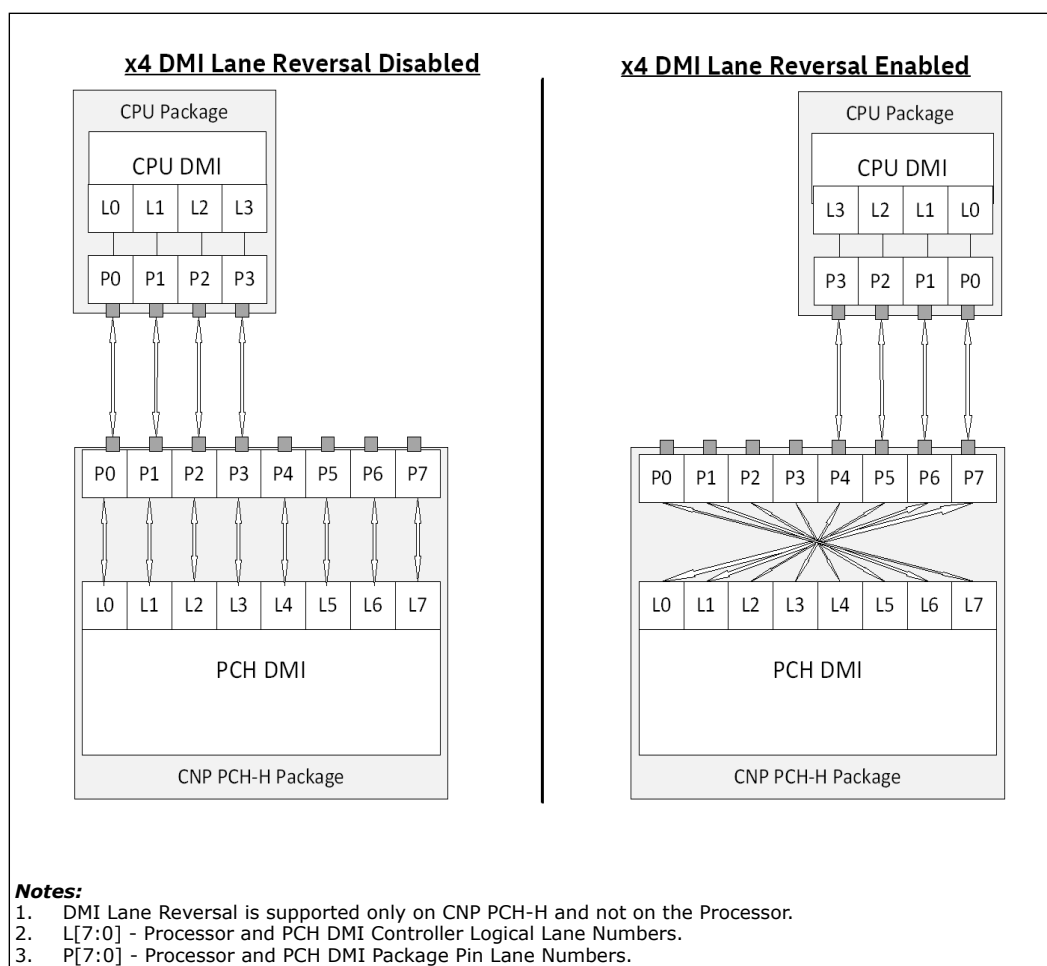 x4 DMI Lane Reversal Disabled
CPU Package
CPU DMI
L0 L1 L2 L3
P0 P1 P2 P3
P0 P1 P2 P3 P4 P5 P6 P7
L0 L1 L2 L3 L4 L5 L6 L7
PCH DMI
CNP PCH-H Package
x4 DMI Lane Reversal Enabled
CPU Package
CPU DMI
L3 L2 L1 L0
P3 P2 P1 P0
P0 P1 P2 P3 P4 P5 P6 P7
L0 L1 L2 L3 L4 L5 L6 L7
PCH DMI
CNP PCH-H Package
Notes:
1. DMI Lane Reversal is supported only on CNP PCH-H and not on the Processor.
2. L[7:0] - Processor and PCH DMI Controller Logical Lane Numbers.
3. P[7:0] - Processor and PCH DMI Package Pin Lane Numbers.